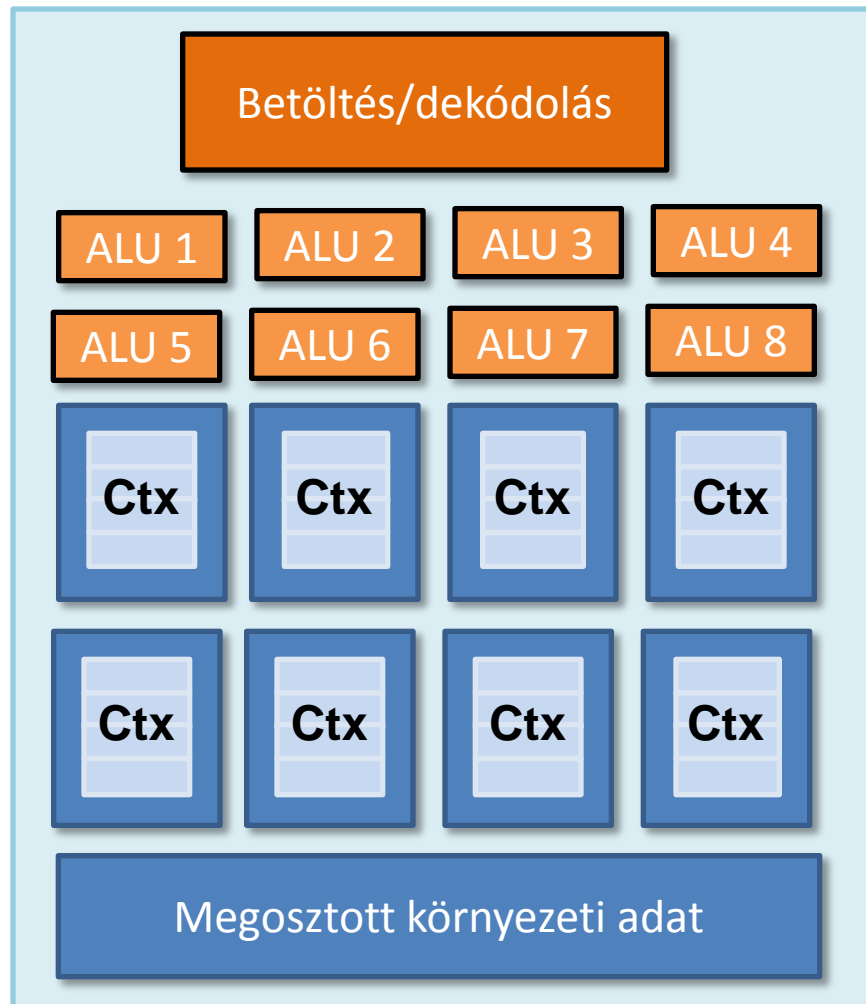 Betöltés/dekódolás
ALU 1 ALU 2 ALU 3 ALU 4
ALU 5 ALU 6 ALU 7 ALU 8
Ctx Ctx Ctx Ctx
Ctx Ctx Ctx Ctx
Megosztott környezeti adat